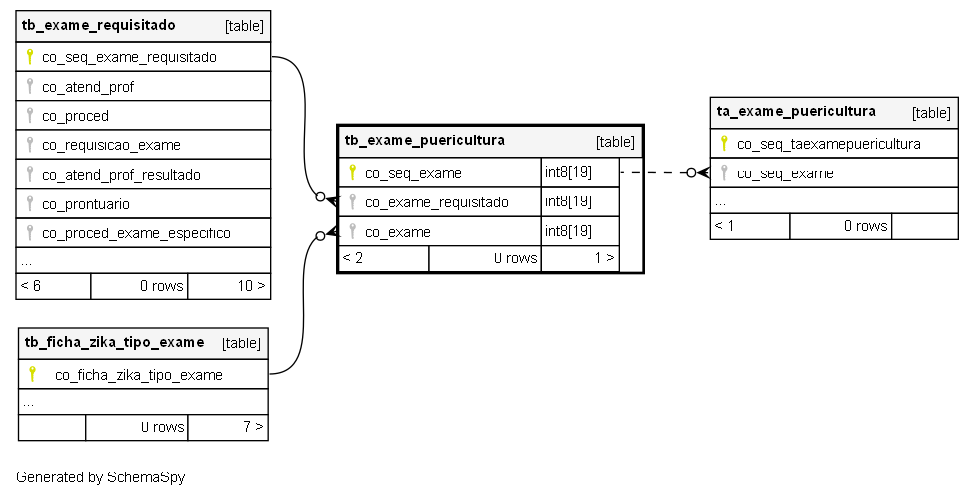 tb_exame_requisitado [table]
co_seq_exame_requisitado
co_atend_prof
co_proced
co_requisicao_exame
co_atend_prof_resultado
co_prontuario
co_proced_exame_especifico
...
< 6 0 rows 10 >
tb_ficha_zika_tipo_exame [table]
co_ficha_zika_tipo_exame
...
0 rows 7 >
tb_exame_puericultura [table]
co_seq_exame int8[19]
co_exame_requisitado int8[19]
co_exame int8[19]
< 2 0 rows 1 >
ta_exame_puericultura [table]
co_seq_taexamepuericultura
co_seq_exame
...
< 1 0 rows
Generated by SchemaSpy